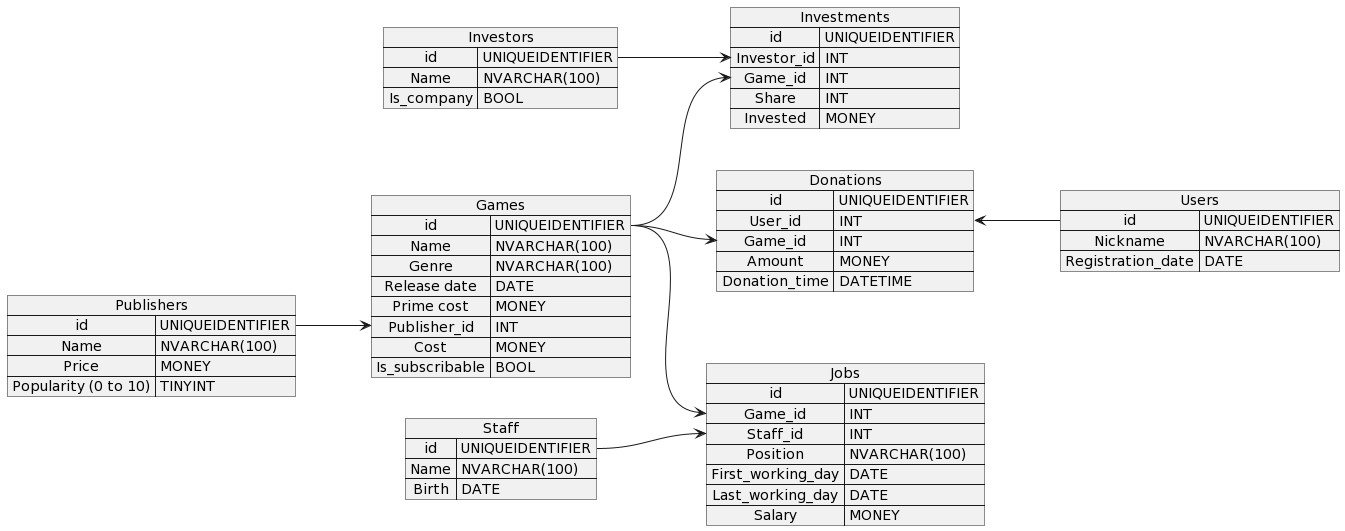 Investors
id UNIQUEIDENTIFIER
Name NVARCHAR(100)
Is_company BOOL
Investments
id UNIQUEIDENTIFIER
Investor_id INT
Game_id INT
Share INT
Invested MONEY
Publishers
id UNIQUEIDENTIFIER
Name NVARCHAR(100)
Price MONEY
Popularity (0 to 10) TINYINT
Games
id UNIQUEIDENTIFIER
Name NVARCHAR(100)
Genre NVARCHAR(100)
Release date DATE
Prime cost MONEY
Publisher_id INT
Cost MONEY
Is_subscribable BOOL
Donations
id UNIQUEIDENTIFIER
User_id INT
Game_id INT
Amount MONEY
Donation_time DATETIME
Users
id UNIQUEIDENTIFIER
Nickname NVARCHAR(100)
Registration_date DATE
Staff
id UNIQUEIDENTIFIER
Name NVARCHAR(100)
Birth DATE
Jobs
id UNIQUEIDENTIFIER
Game_id INT
Staff_id INT
Position NVARCHAR(100)
First_working_day DATE
Last_working_day DATE
Salary MONEY